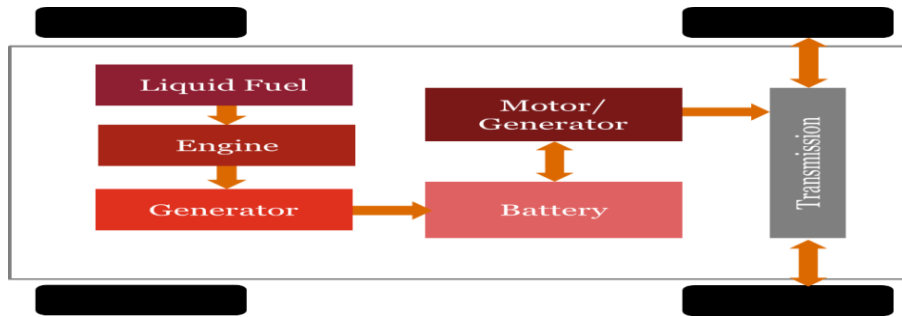 Liquid Fuel
Engine
Generator
Motor/
Generator
Battery
Transmission